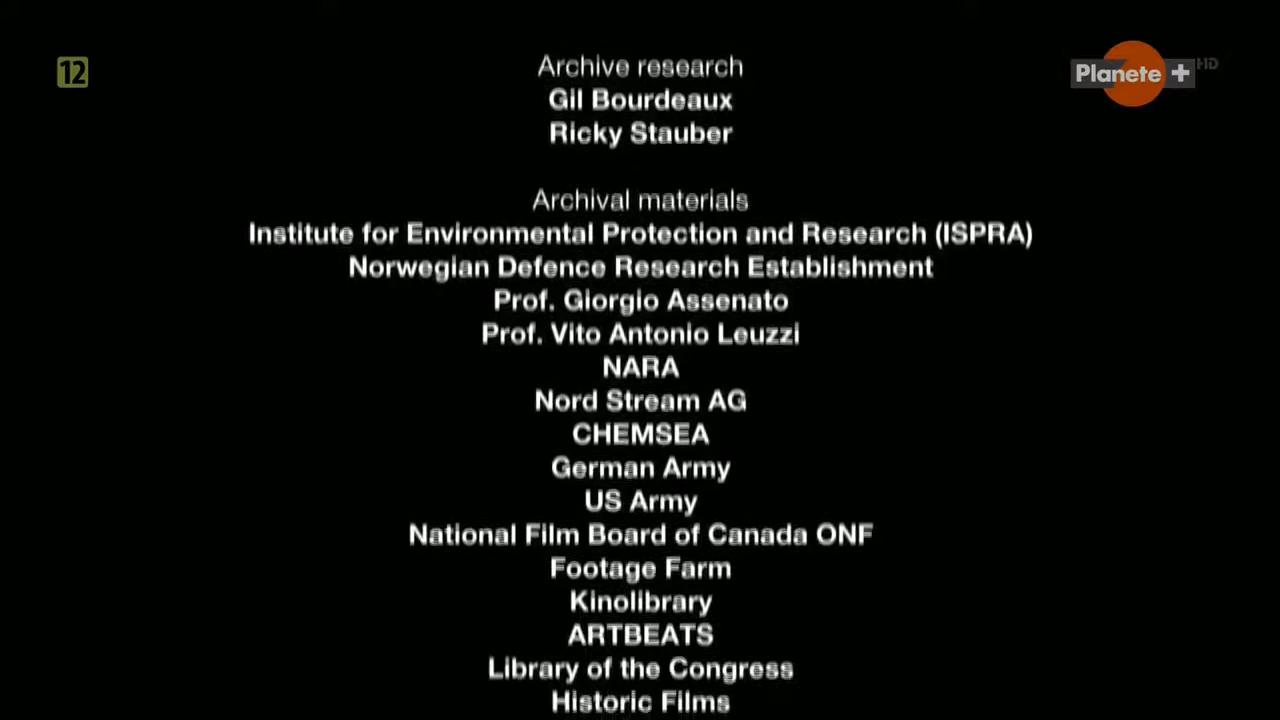 12
Planete +
HD
Archive research
Gil Bourdeaux
Ricky Stauber
Archival materials
Institute for Environmental Protection and Research (ISPRA)
Norwegian Defence Research Establishment
Prof. Giorgio Assenato
Prof. Vito Antonio Leuzzi
NARA
Nord Stream AG
CHEMSEA
German Army
US Army
National Film Board of Canada ONF
Footage Farm
Kinolibrary
ARTBEATS
Library of the Congress
Historic Films